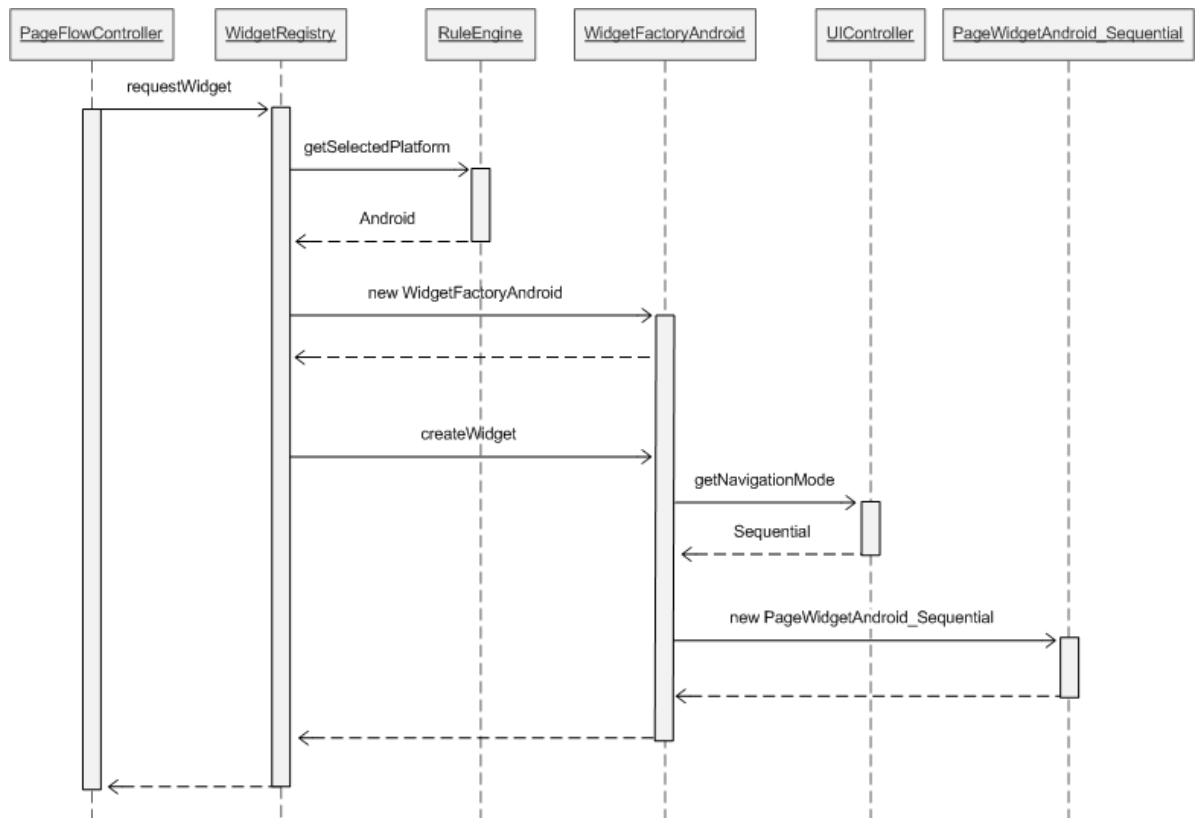 PageFlowController
WidgetRegistry
RuleEngine
WidgetFactoryAndroid
UIController
PageWidgetAndroid_Sequential
requestWidget
getSelectedPlatform
Android
new WidgetFactoryAndroid
createWidget
getNavigationMode
Sequential
new PageWidgetAndroid_Sequential